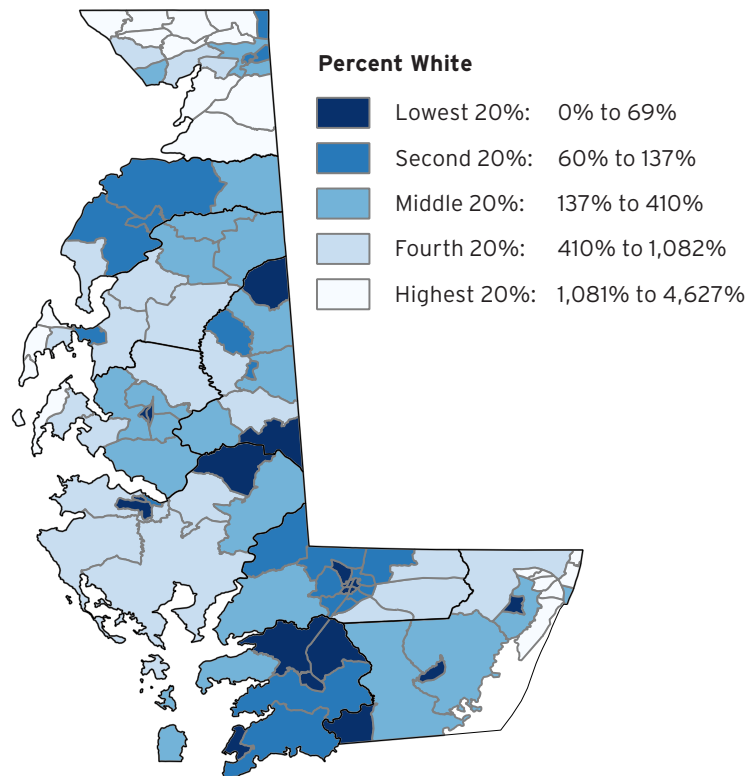 Percent White
Lowest 20%: 0% to 69%
Second 20%: 60% to 137%
Middle 20%: 137% to 410%
Fourth 20%: 410% to 1,082%
Highest 20%: 1,081% to 4,627%